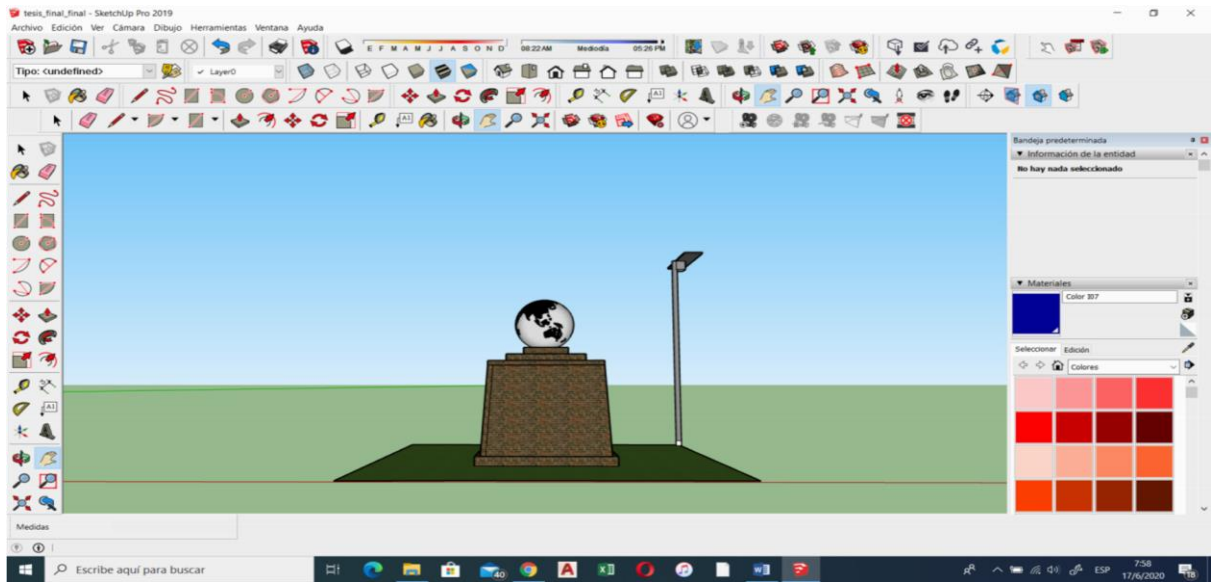 tesis_final_final - SketchUp Pro 2019
Archivo Edición Ver Cámara Dibujo Herramientas Ventana Ayuda
E F M A M J J A S O N D 08:22 AM Mediodía 05:26 PM
Tipo: <undefined> Layer0
Bandeja predeterminada
Información de la entidad
No hay nada seleccionado
Materiales
Color I07
Seleccionar Edición
Colores
Medidas
Escribe aquí para buscar
40
ESP
7:58
17/6/2020
18